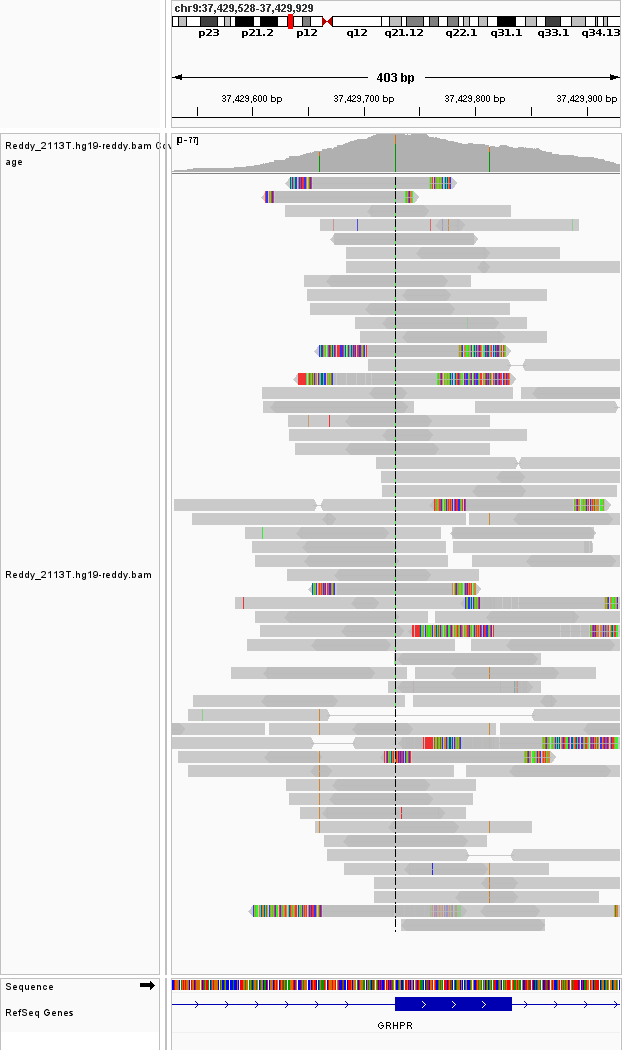 chr9:37,429,528-37,429,929
p23 p21.2 p12 q12 q21.12 q22.1 q31.1 q33.1 q34.13
403 bp
37,429,600 bp 37,429,700 bp 37,429,800 bp 37,429,900 bp
[0-77]
Reddy_2113T.hg19-reddy.bam Cov
age
Reddy_2113T.hg19-reddy.bam
Sequence
RefSeq Genes
GRHPR